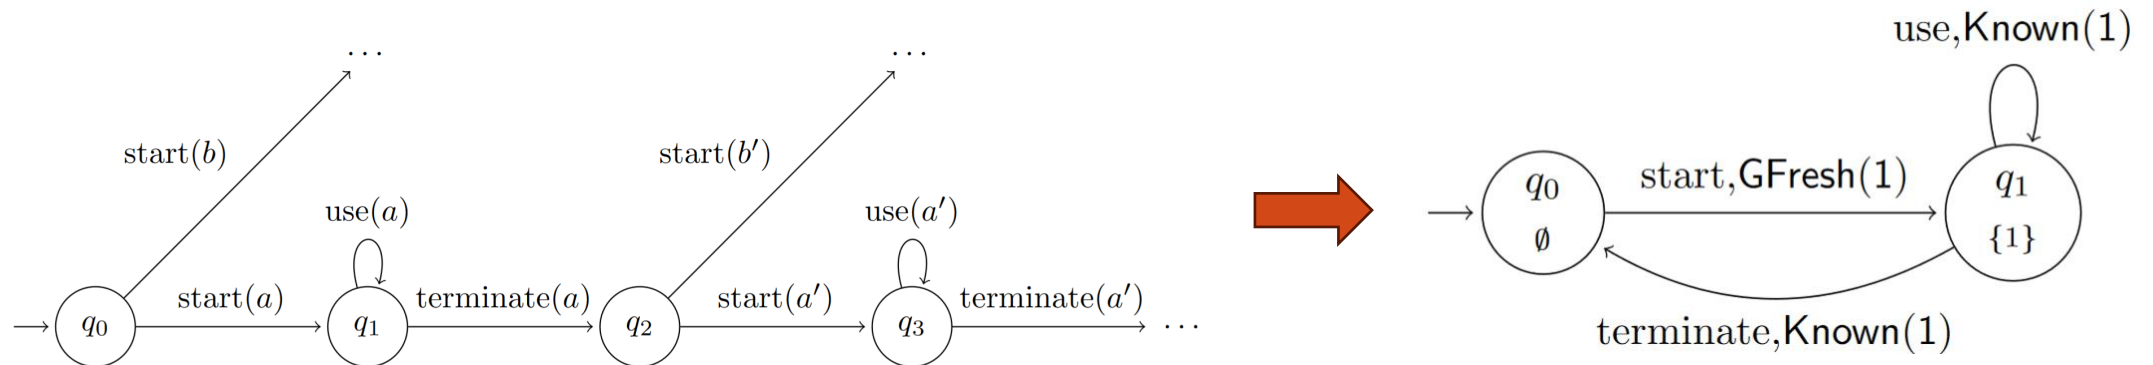 ...
...
use,Known(1)
start(b)
start(b′)
use(a)
use(a′)
start,GFresh(1)
q₀
∅
q₁
{1}
start(a)
terminate(a)
start(a′)
terminate(a′)
q₀
q₁
q₂
q₃
...
terminate,Known(1)